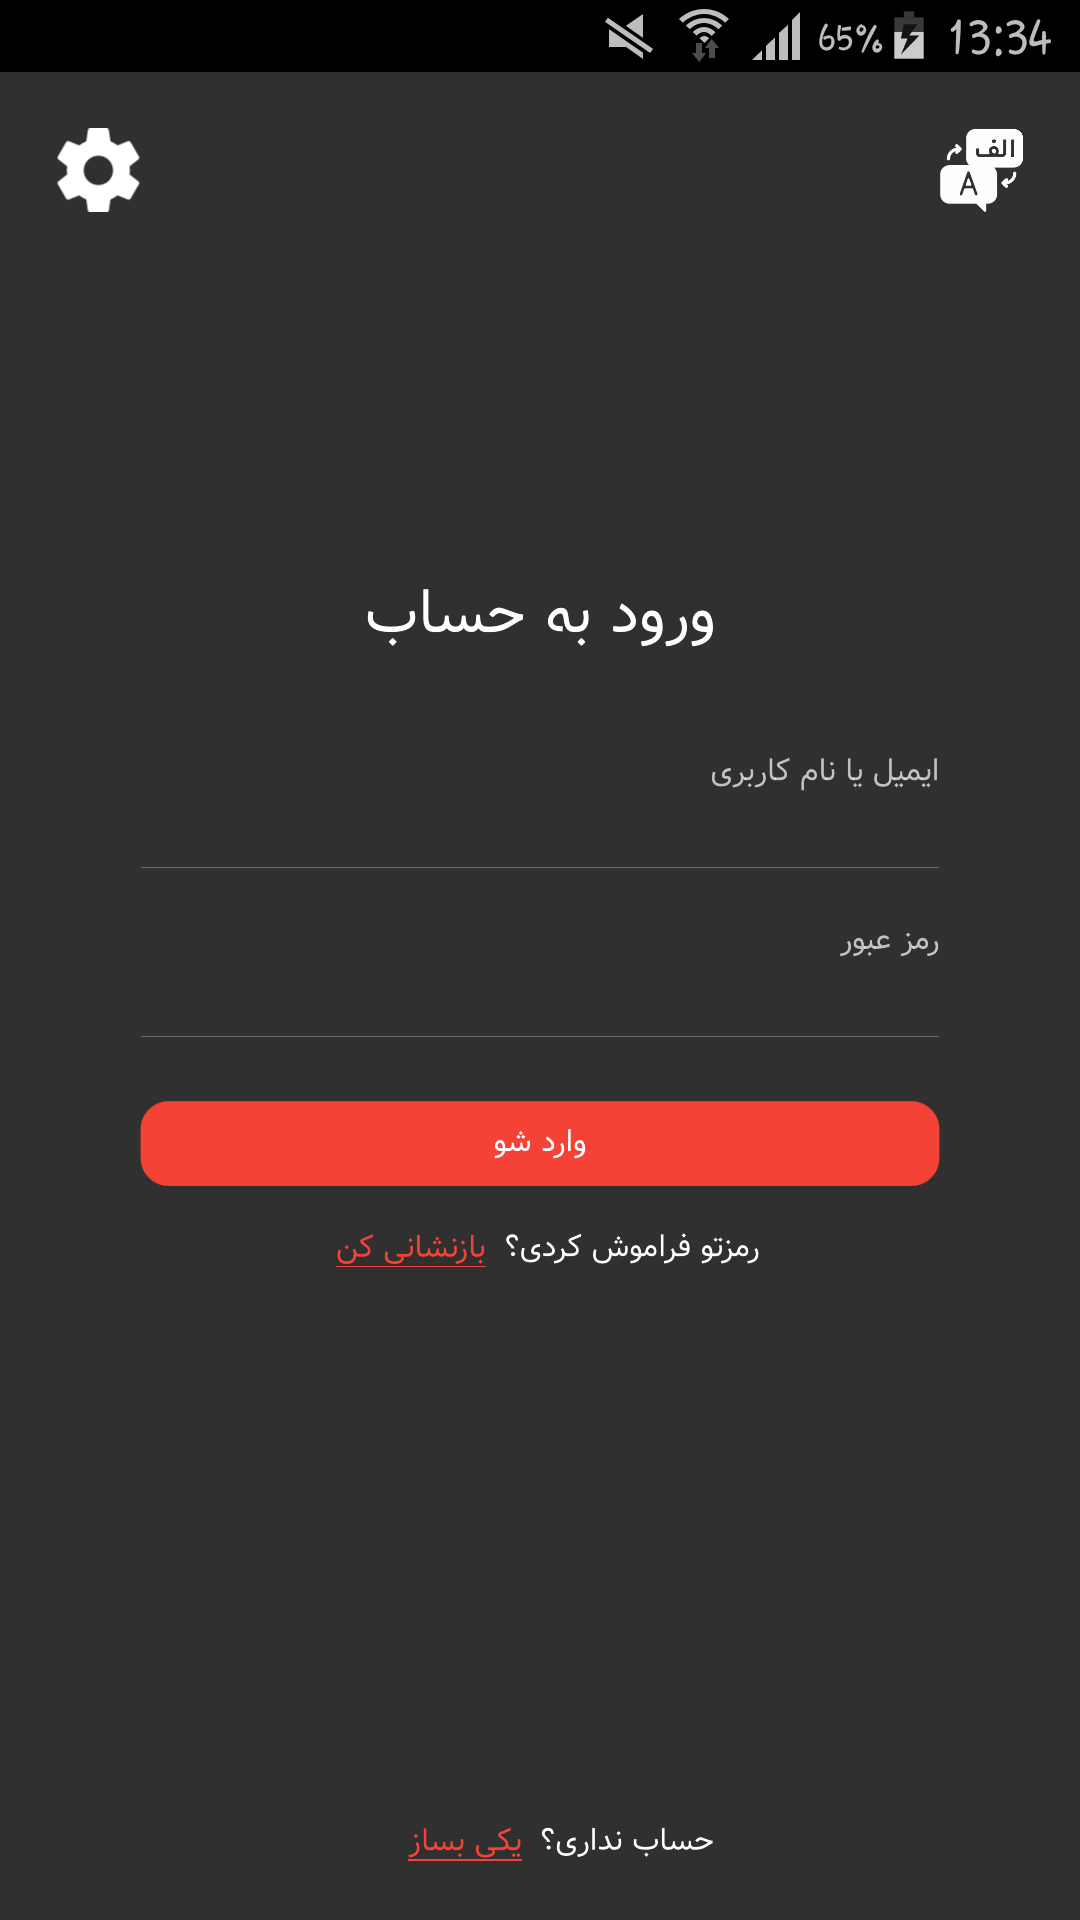 65% 13:34
الف
A
ورود به حساب
ایمیل یا نام کاربری
رمز عبور
وارد شو
رمزتو فراموش کردی؟ بازنشانی کن
حساب نداری؟ یکی بساز